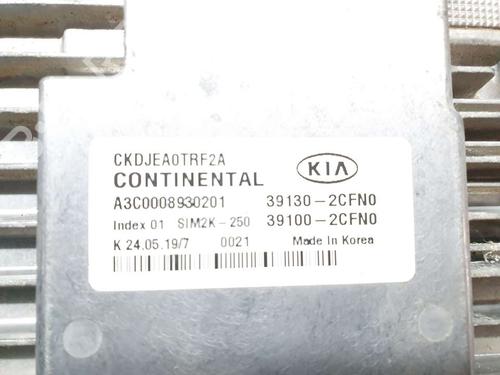 CKDJEA0TRF2A
CONTINENTAL
KIA
A3C0008930201 39130-2CFN0
Index 01 SIM2K-250 39100-2CFN0
K 24.05.19/7 0021 Made in Korea